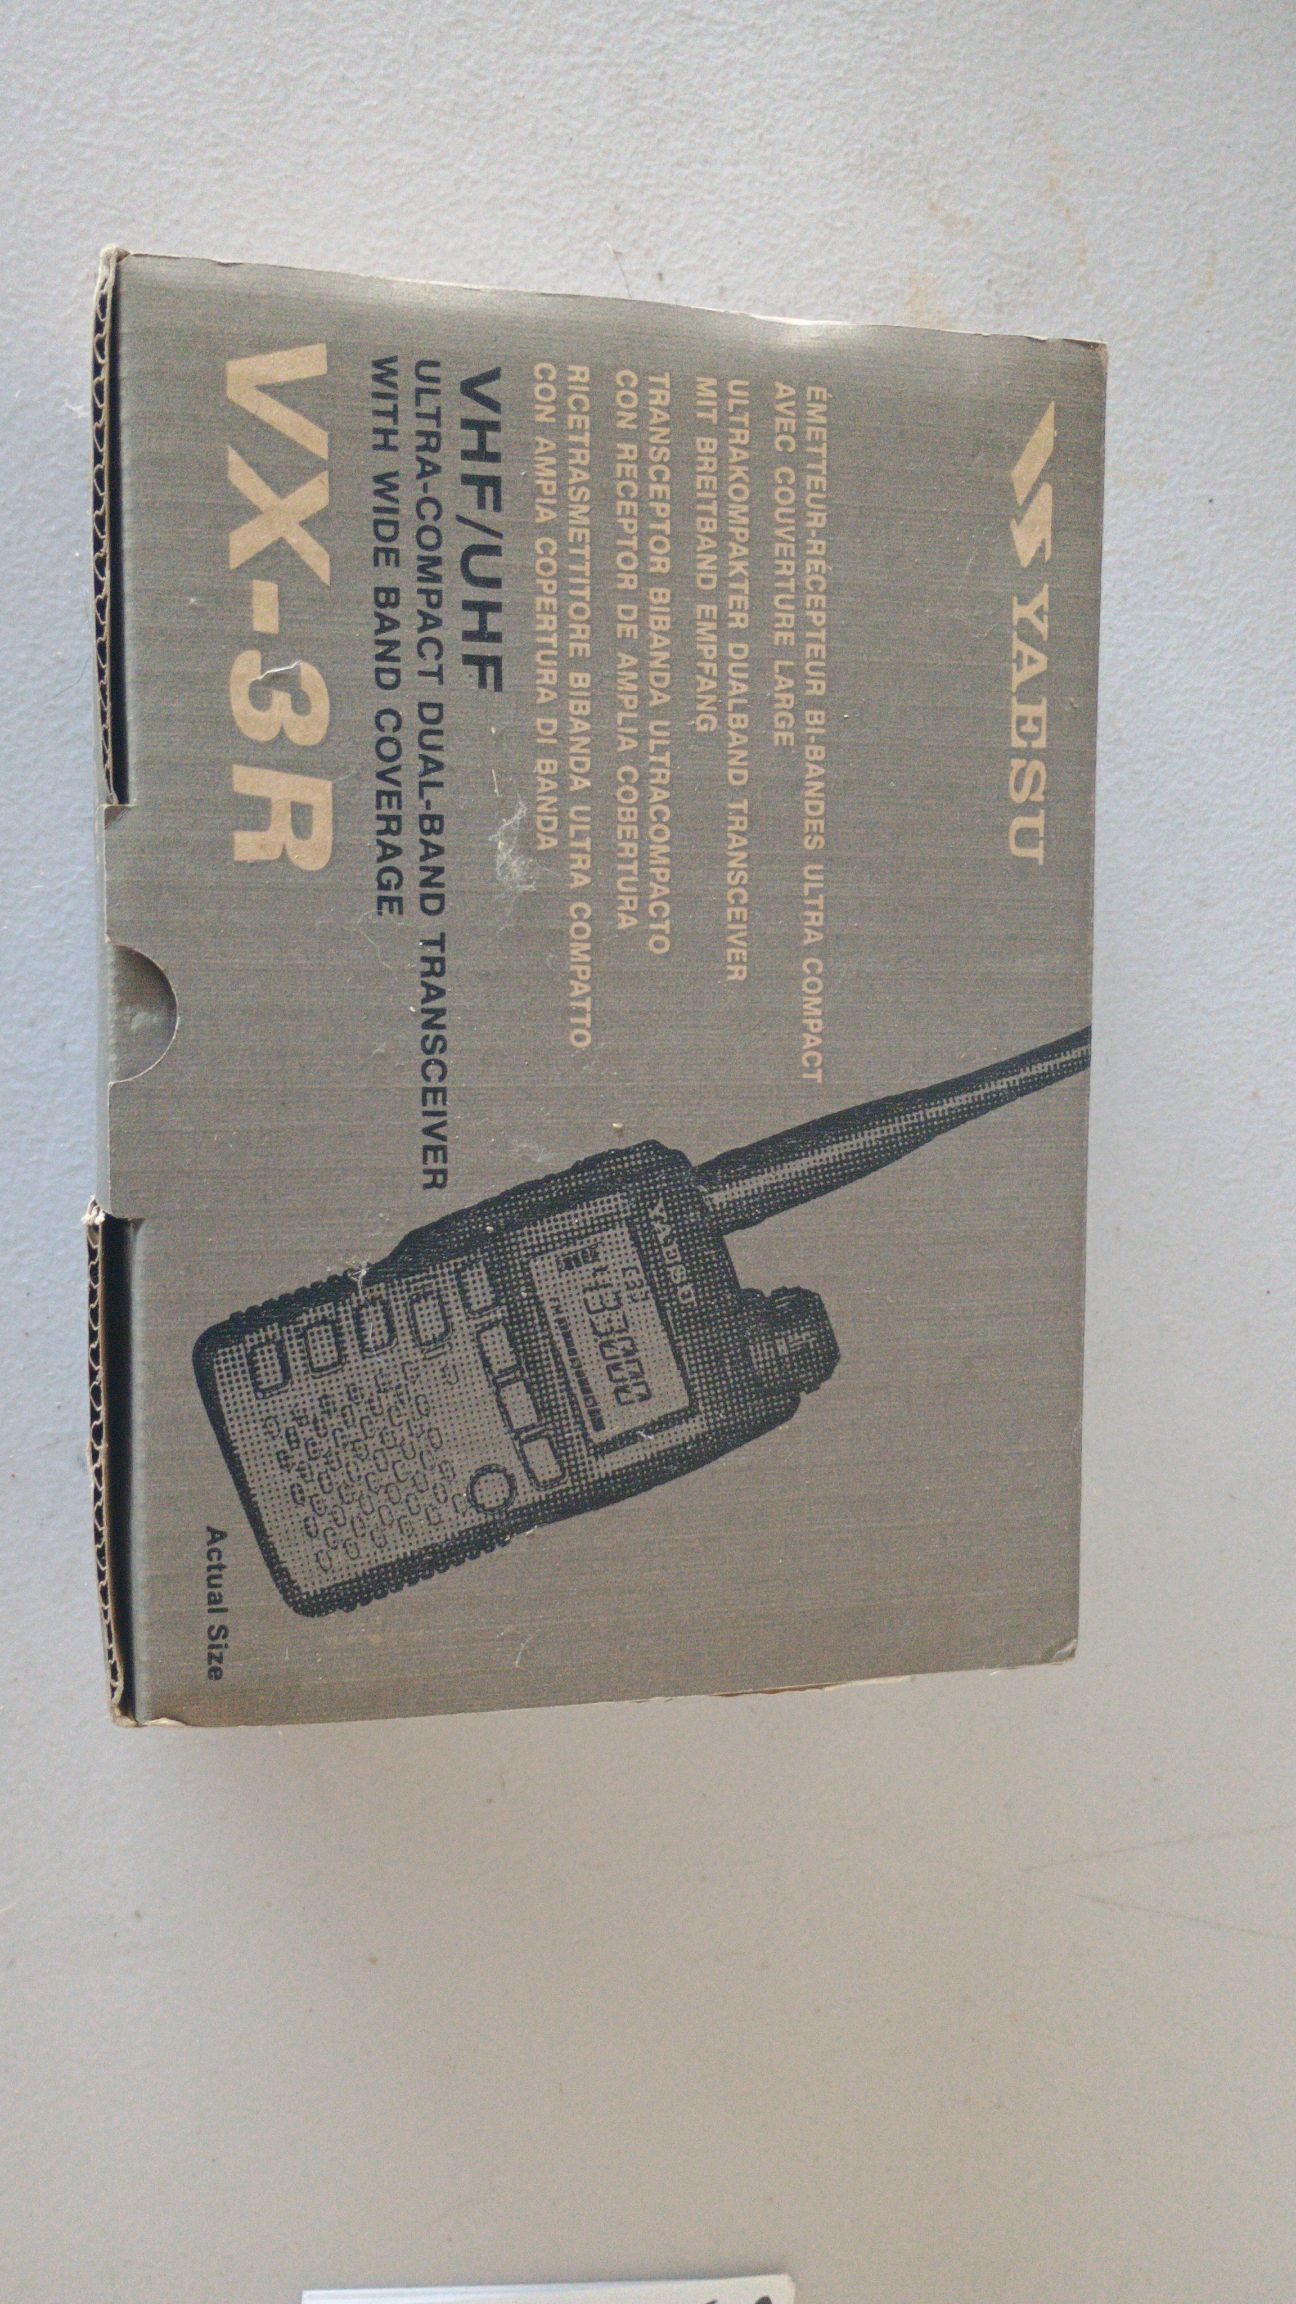 YAESU
ÉMETTEUR-RÉCEPTEUR BI-BANDES ULTRA COMPACT
AVEC COUVERTURE LARGE
ULTRAKOMPAKTER DUALBAND TRANSCEIVER
MIT BREITBAND EMPFANG
TRANSCEPTOR BIBANDA ULTRACOMPACTO
CON RECEPTOR DE AMPLIA COBERTURA
RICETRASMETTITORE BIBANDA ULTRA COMPATTO
CON AMPIA COPERTURA DI BANDA
VHF/UHF
ULTRA-COMPACT DUAL-BAND TRANSCEIVER
WITH WIDE BAND COVERAGE
VX-3R
YAESU
Actual Size